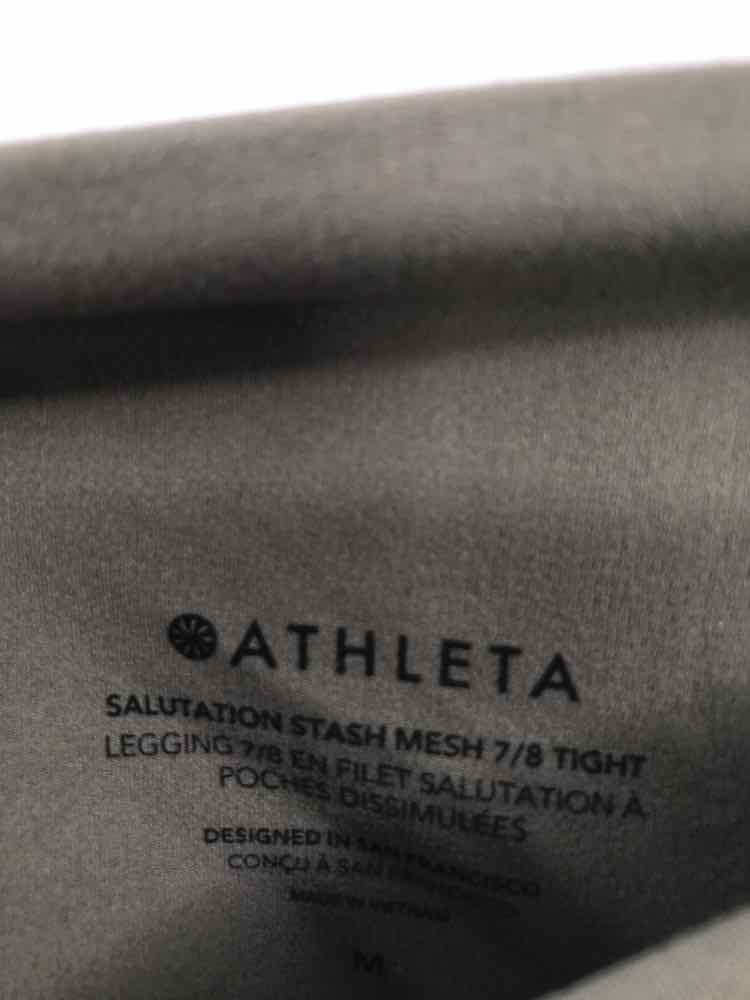 ATHLETA
SALUTATION STASH MESH 7/8 TIGHT
LEGGING 7/8 EN FILET SALUTATION À
POCHES DISSIMULÉES
DESIGNED IN SAN FRANCISCO
CONÇU À SAN FRANCISCO
MADE IN VIETNAM
M